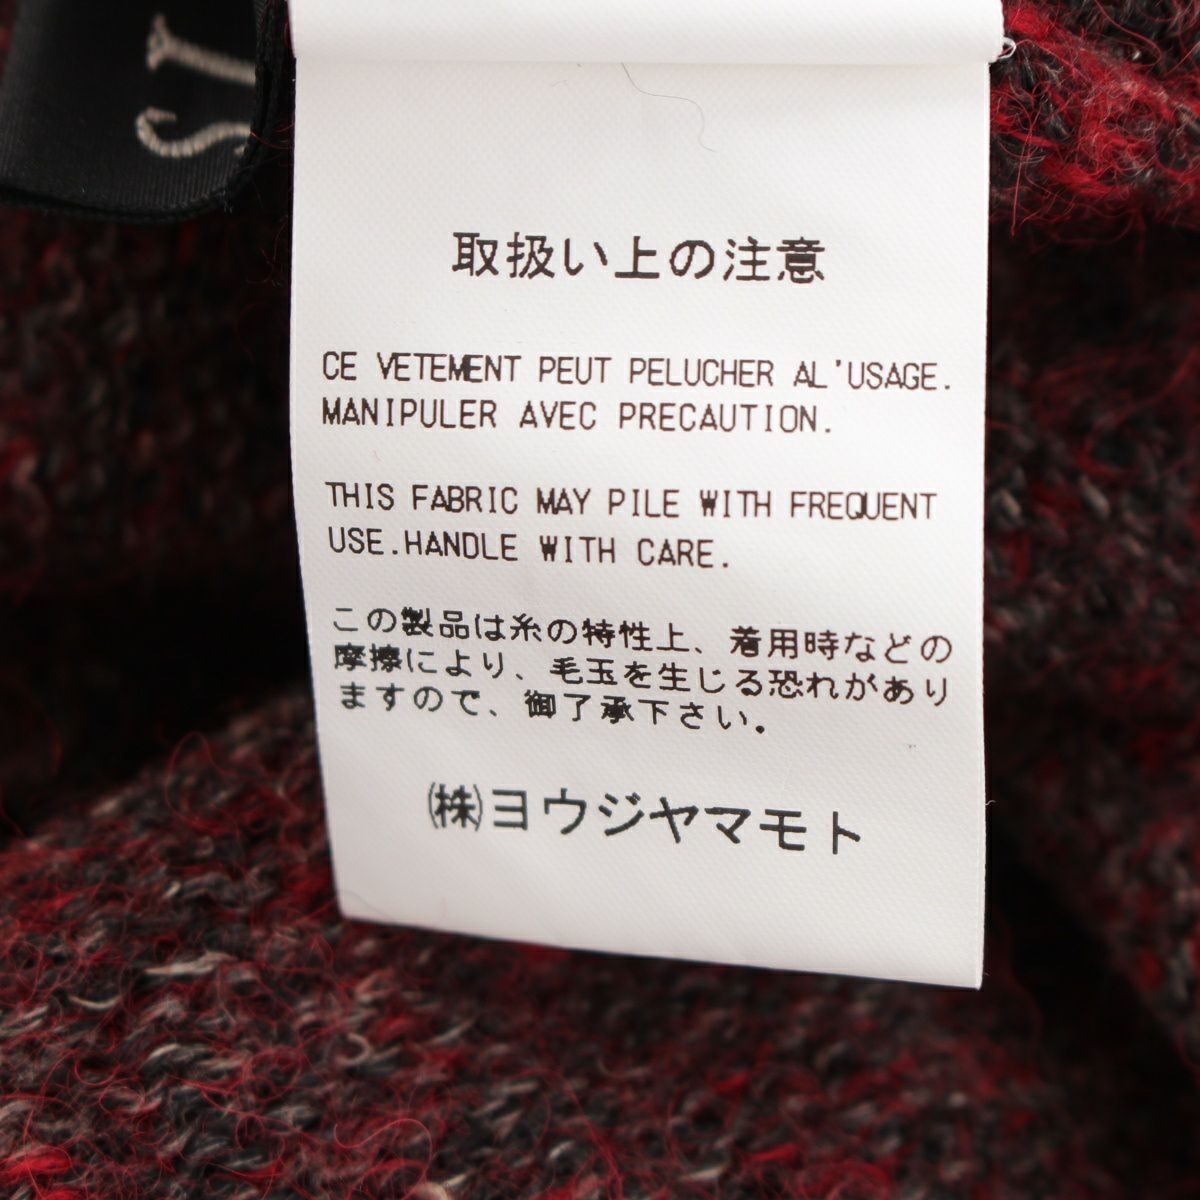 SI
取扱い上の注意
CE VETEMENT PEUT PELUCHER AL'USAGE.
MANIPULER AVEC PRECAUTION.
THIS FABRIC MAY PILE WITH FREQUENT
USE.HANDLE WITH CARE.
この製品は糸の特性上、着用時などの
摩擦により、毛玉を生じる恐れがあり
ますので、御了承下さい。
㈱ヨウジヤマモト